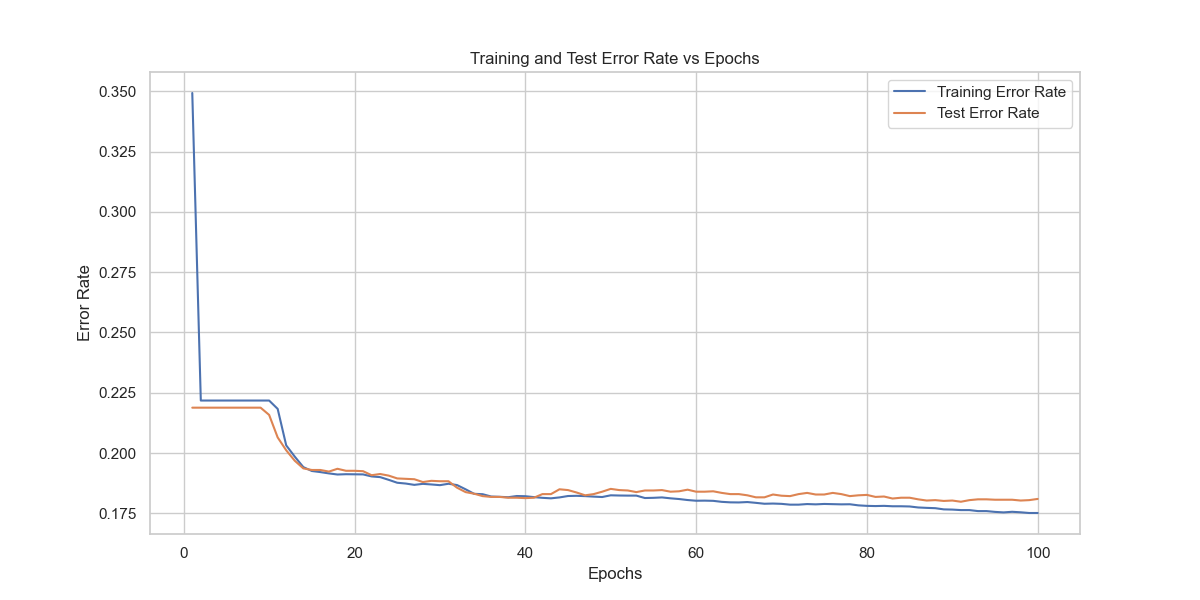 Training and Test Error Rate vs Epochs
Training Error Rate
Test Error Rate
0.350
0.325
0.300
0.275
0.250
0.225
0.200
0.175
Error Rate
0 20 40 60 80 100
Epochs